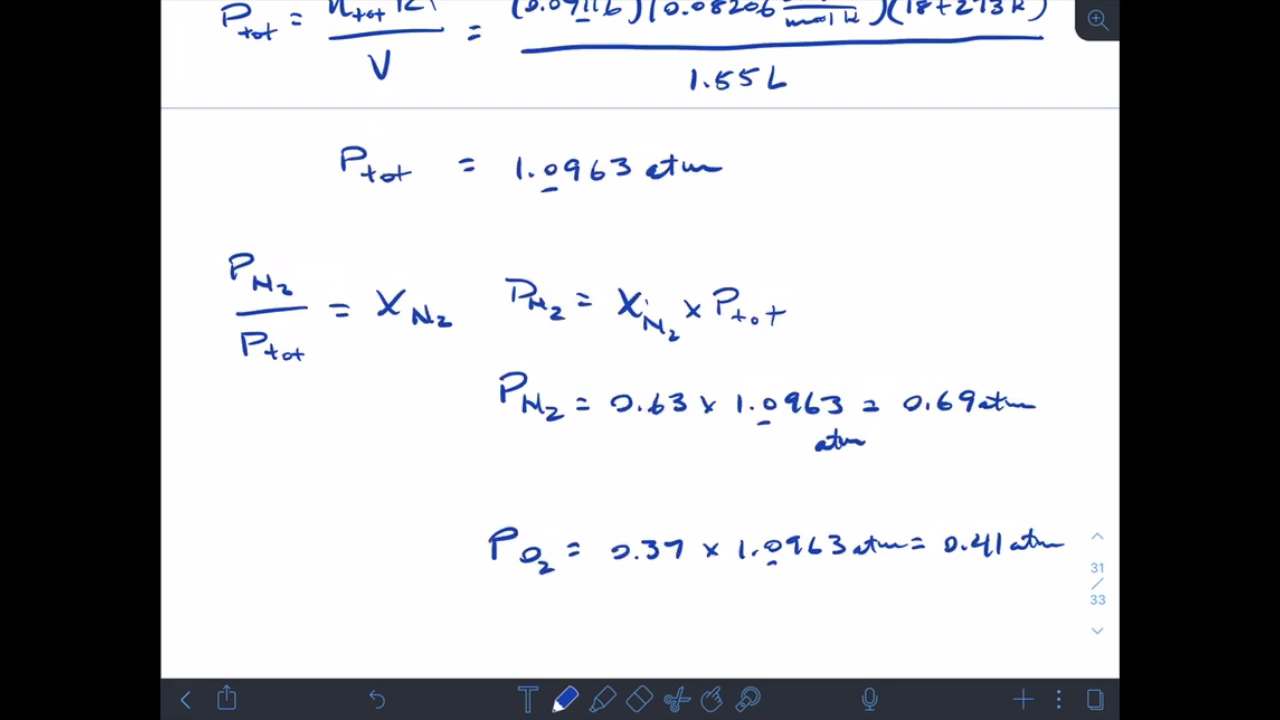 P_tot = n_tot RT / V = (0.07116)(0.08206 / mol K)(18+273 K) / 1.55 L
P_tot = 1.0963 atm
P_N₂ / P_tot = X_N₂ P_N₂ = X_N₂ × P_tot
P_N₂ = 0.63 × 1.0963 = 0.69 atm
atm
P_O₂ = 0.37 × 1.0963 atm = 0.41 atm
31
/
33
T